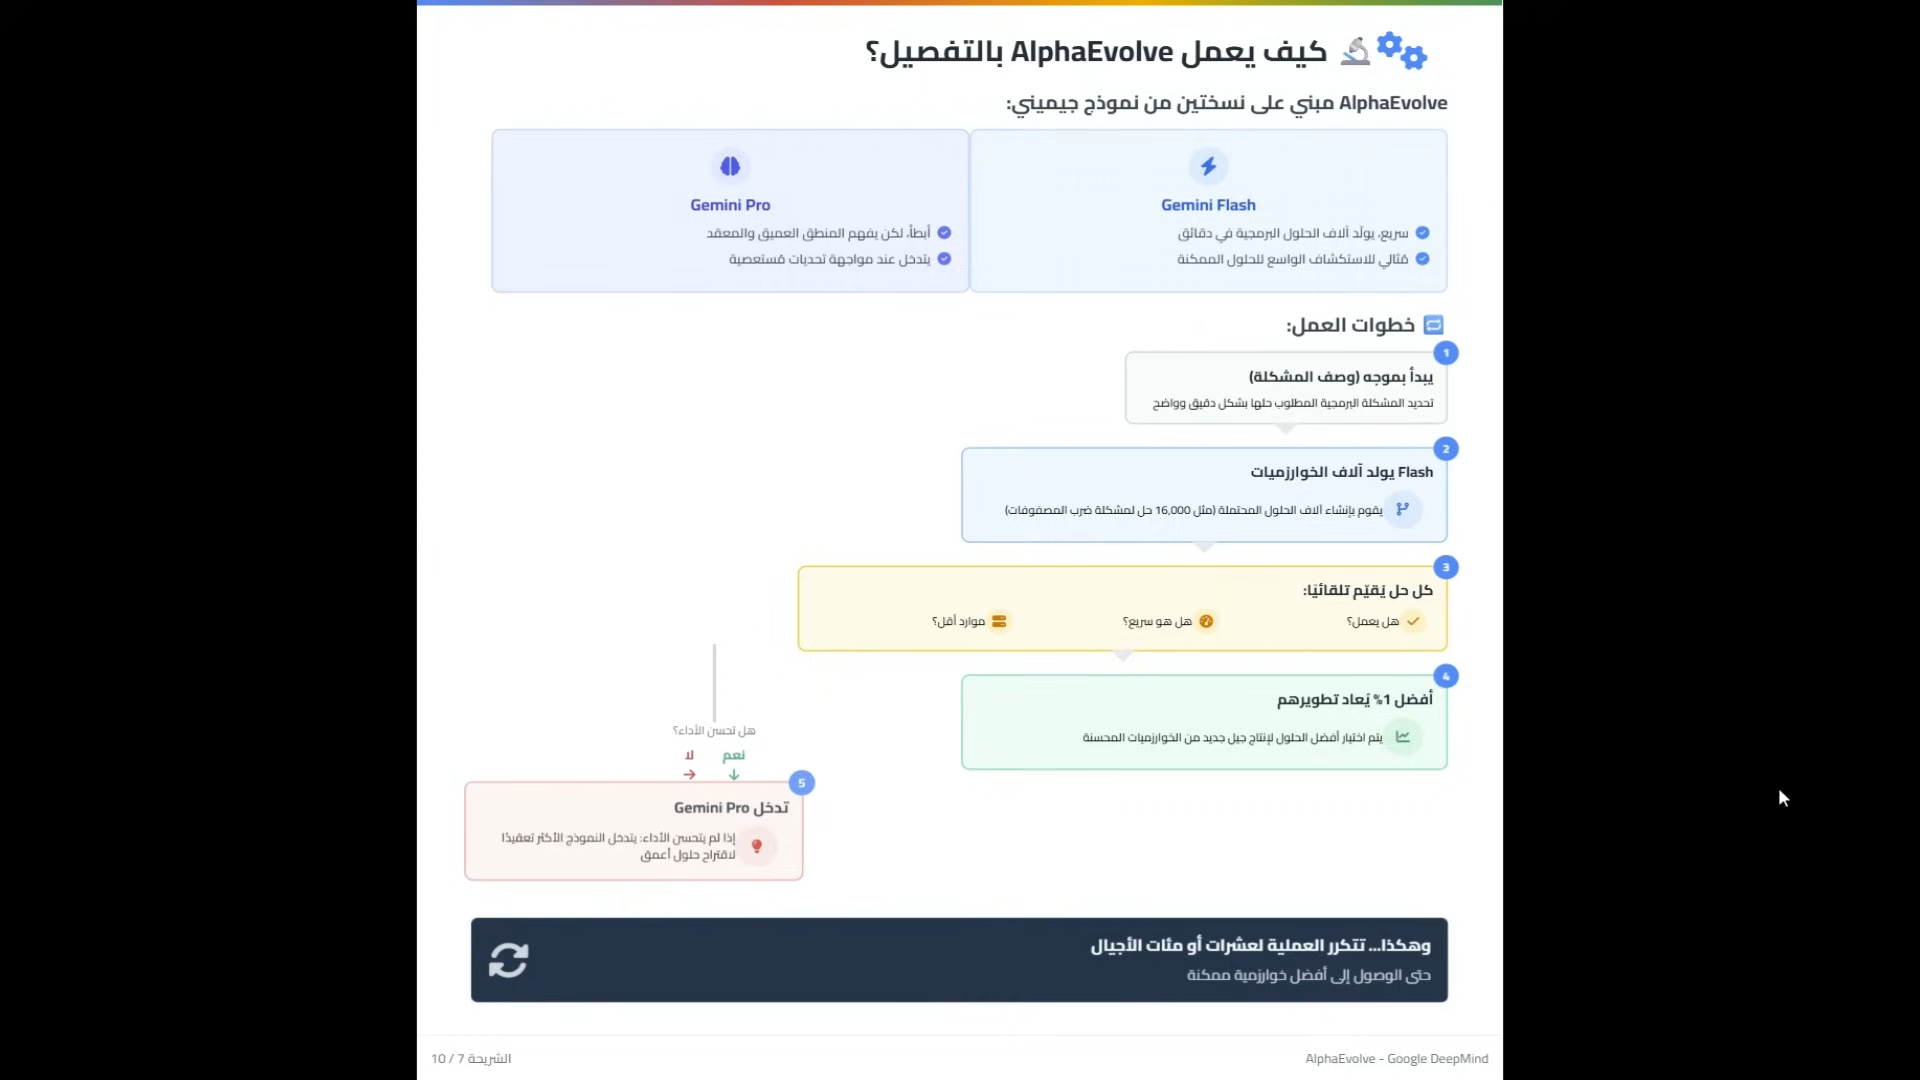 كيف يعمل AlphaEvolve بالتفصيل؟
AlphaEvolve مبني على نسختين من نموذج جيميني:
Gemini Flash
سريع، يولّد آلاف الحلول البرمجية في دقائق
مُثالي للاستكشاف الواسع للحلول الممكنة
Gemini Pro
أبطأ، لكن يفهم المنطق العميق والمعقد
يتدخل عند مواجهة تحديات مُستعصية
خطوات العمل:
1
يبدأ بموجه (وصف المشكلة)
تحديد المشكلة البرمجية المطلوب حلها بشكل دقيق وواضح
2
Flash يولد آلاف الخوارزميات
يقوم بإنشاء آلاف الحلول المحتملة (مثل 16,000 حل لمشكلة ضرب المصفوفات)
3
كل حل يُقيّم تلقائيًا:
هل يعمل؟
هل هو سريع؟
موارد أقل؟
4
أفضل 1% يُعاد تطويرهم
يتم اختيار أفضل الحلول لإنتاج جيل جديد من الخوارزميات المحسنة
هل تحسن الأداء؟
نعم
لا
5
تدخل Gemini Pro
إذا لم يتحسن الأداء: يتدخل النموذج الأكثر تعقيدًا
لاقتراح حلول أعمق
وهكذا... تتكرر العملية لعشرات أو مئات الأجيال
حتى الوصول إلى أفضل خوارزمية ممكنة
AlphaEvolve - Google DeepMind
الشريحة 7 / 10